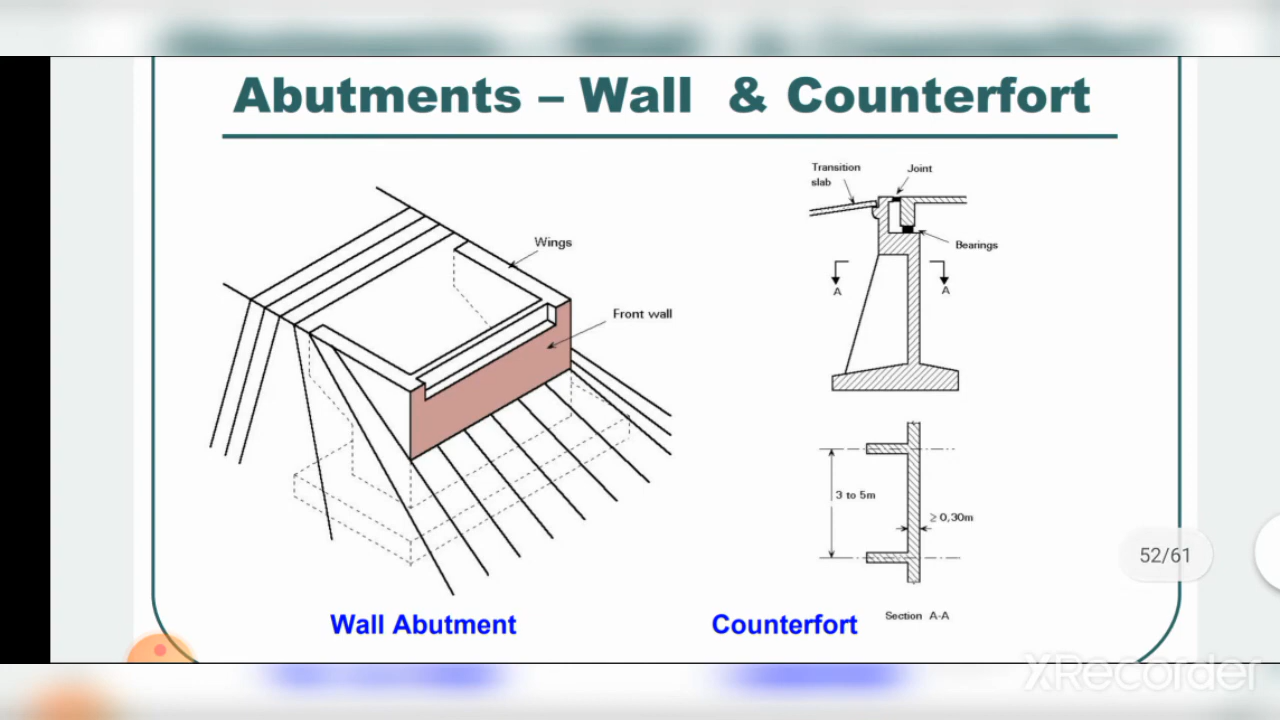 Abutments – Wall & Counterfort
Transition
slab
Joint
Bearings
A
A
Wings
Front wall
3 to 5m
≥ 0,30m
Section A-A
52/61
Wall Abutment
Counterfort
XRecorder